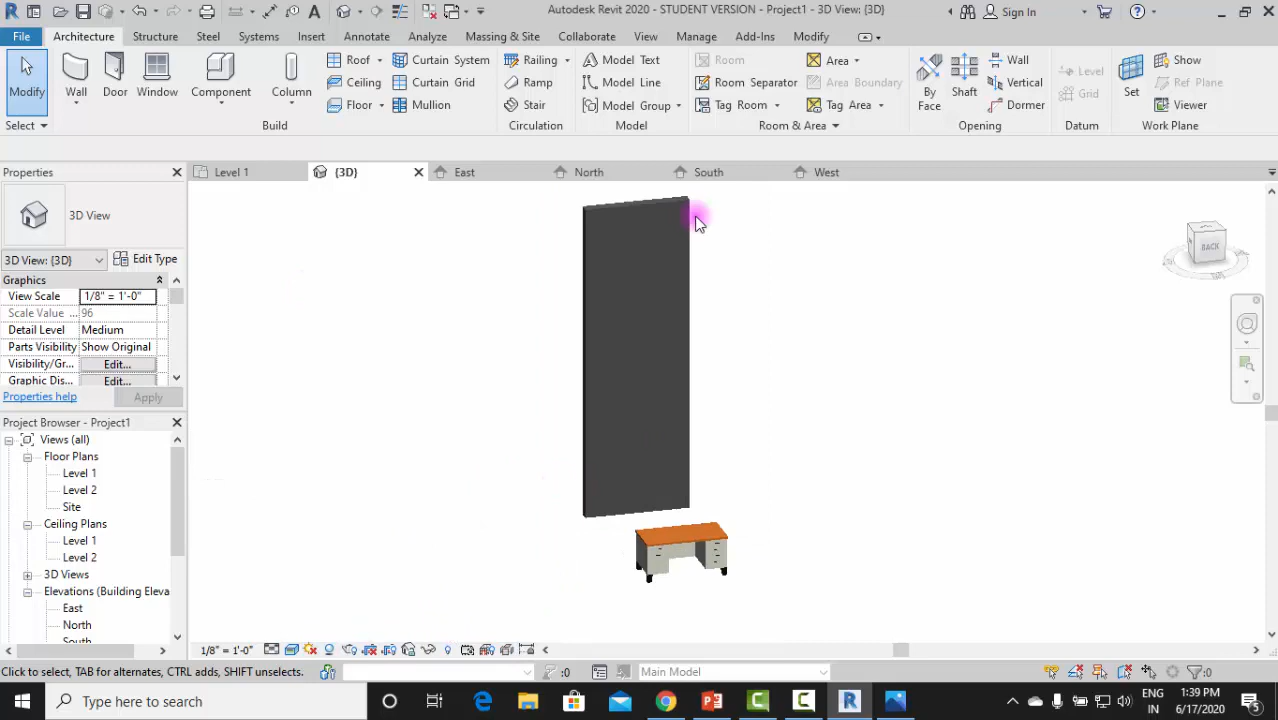 Autodesk Revit 2020 - STUDENT VERSION - Project1 - 3D View: {3D}
Sign In
File Architecture Structure Steel Systems Insert Annotate Analyze Massing & Site Collaborate View Manage Add-Ins Modify
Modify Wall Door Window Component Column
Roof Curtain System Railing Model Text Room Area Wall Level Show
Ceiling Curtain Grid Ramp Model Line Room Separator Area Boundary Vertical Grid Ref Plane
Floor Mullion Stair Model Group Tag Room Tag Area By Face Shaft Dormer Set Viewer
Select Build Circulation Model Room & Area Opening Datum Work Plane
Properties
Level 1 {3D} East North South West
3D View
3D View: {3D} Edit Type
Graphics
View Scale 1/8" = 1'-0"
Scale Value 96
Detail Level Medium
Parts Visibility Show Original
Visibility/Gr... Edit...
Graphic Dis... Edit...
Properties help Apply
Project Browser - Project1
Views (all)
Floor Plans
Level 1
Level 2
Site
Ceiling Plans
Level 1
Level 2
3D Views
Elevations (Building Eleva
East
North
South
BACK
1/8" = 1'-0"
Click to select, TAB for alternates, CTRL adds, SHIFT unselects.
:0
Main Model
:0
Type here to search
ENG
IN
1:39 PM
6/17/2020
5